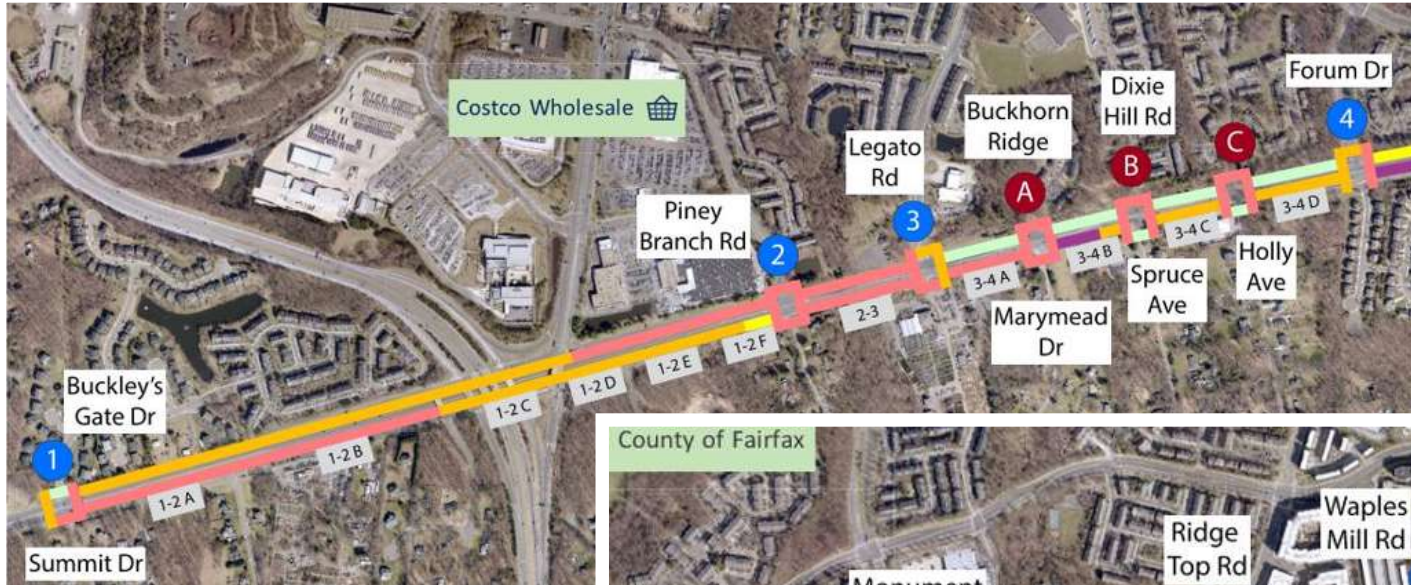 Costco Wholesale
Forum Dr
4
Dixie
Hill Rd
C
Buckhorn
Ridge
B
Legato
Rd
A
3
Piney
Branch Rd
2
3-4 D
3-4 C
3-4 B
3-4 A
Holly
Ave
Spruce
Ave
Marymead
Dr
2-3
1-2 F
1-2 E
1-2 D
1-2 C
1-2 B
1-2 A
Buckley's
Gate Dr
1
Summit Dr
County of Fairfax
Waples
Mill Rd
Ridge
Top Rd
Monument